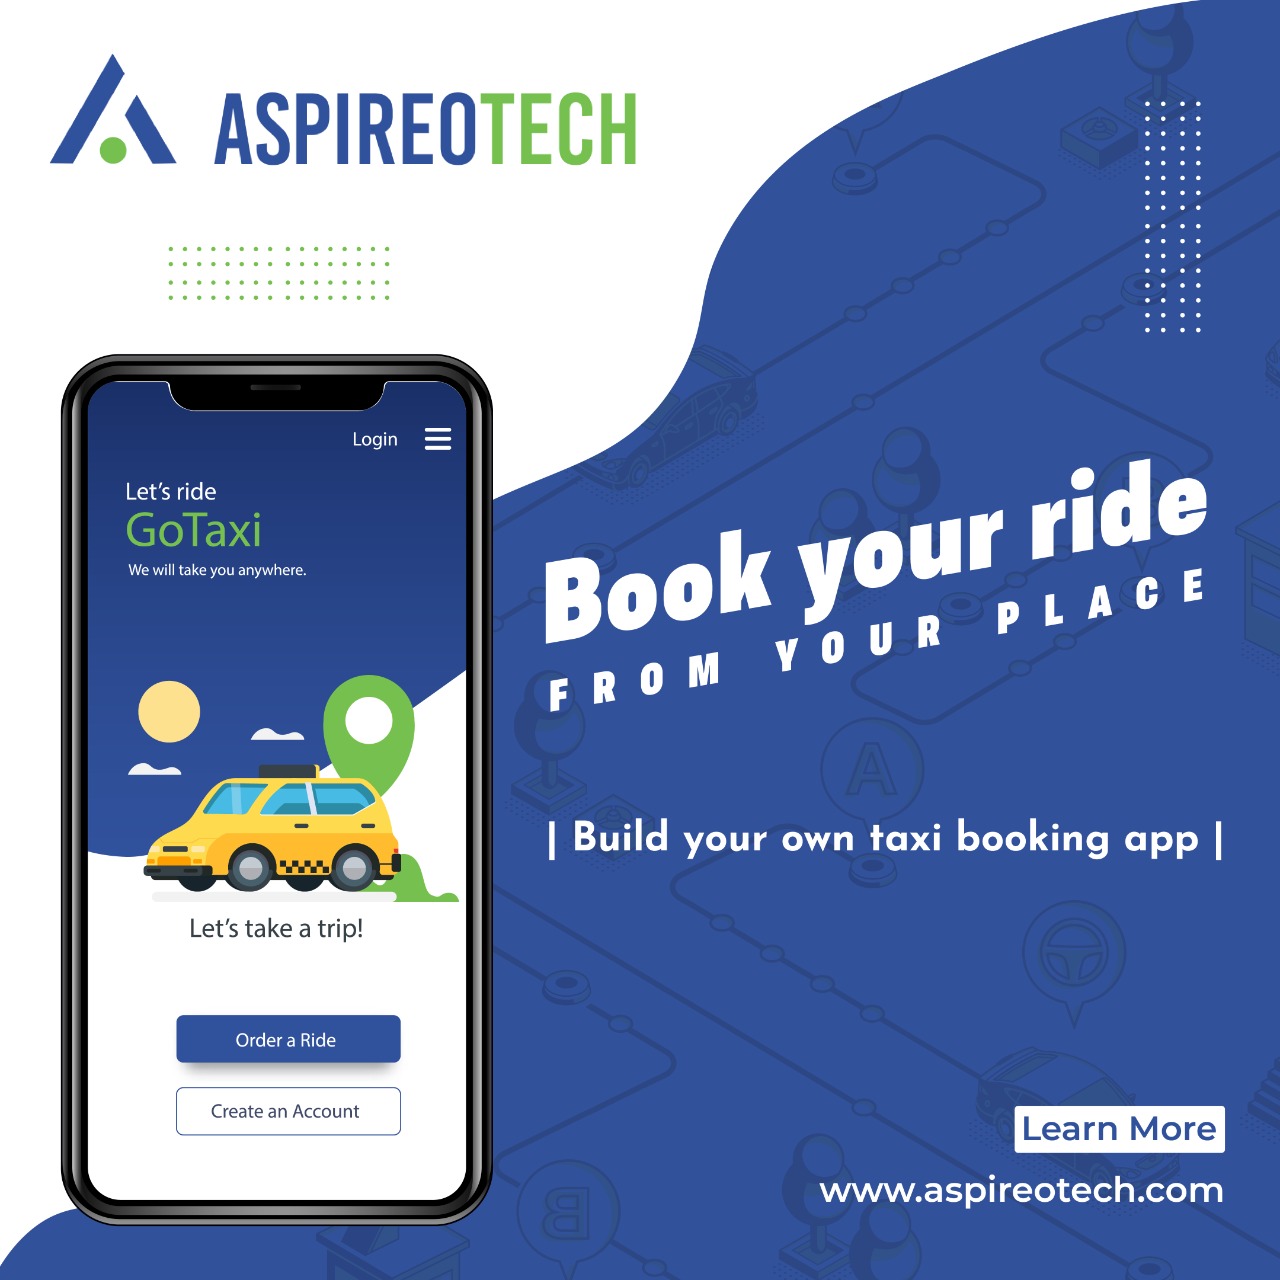 ASPIREOTECH
Login
Let's ride
GoTaxi
We will take you anywhere.
Let's take a trip!
Order a Ride
Create an Account
Book your ride
FROM YOUR PLACE
| Build your own taxi booking app |
A
B
Learn More
www.aspireotech.com